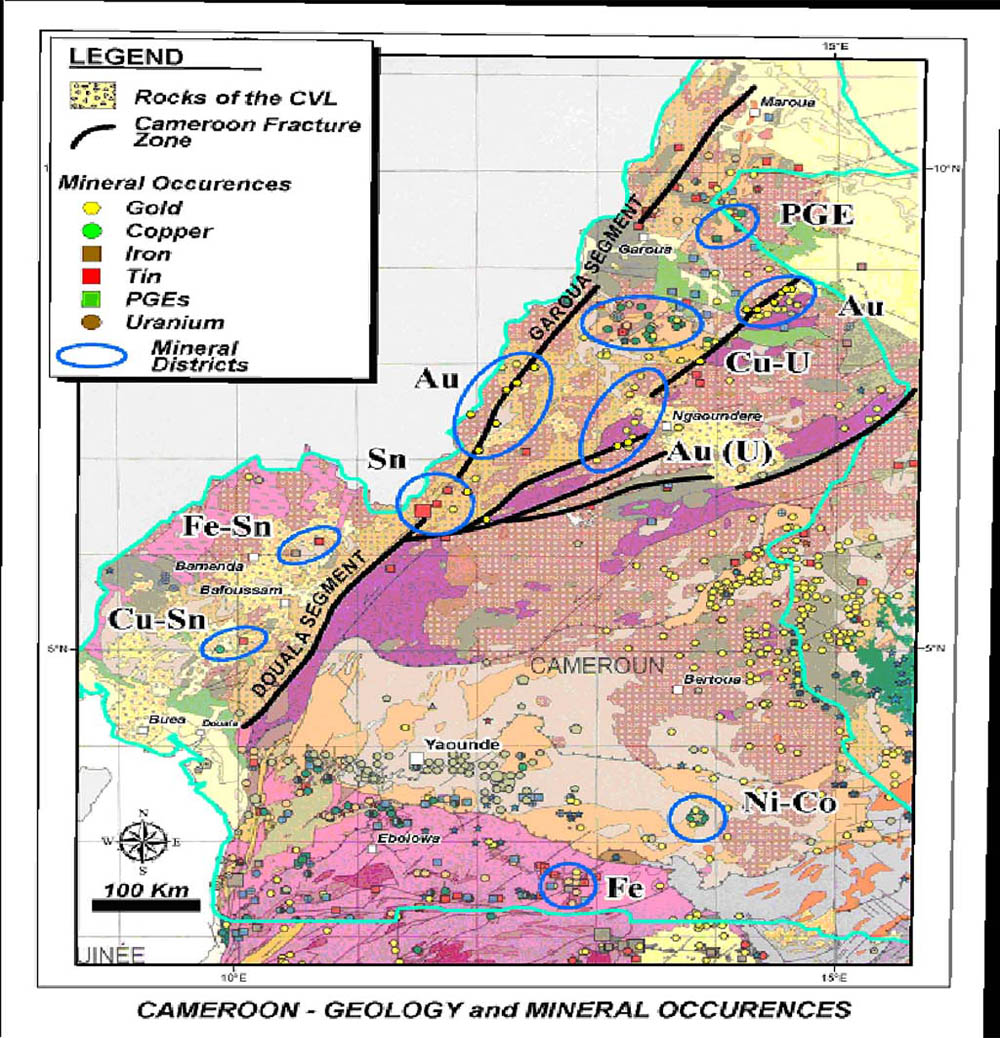 LEGEND
Rocks of the CVL
Cameroon Fracture
Zone
Mineral Occurences
Gold
Copper
Iron
Tin
PGEs
Uranium
Mineral
Districts
15°E
Maroua
10°N
PGE
GAROUA SEGMENT
Garoua
Au
Cu-U
Au
Ngaoundere
Au (U)
Sn
Fe-Sn
Bamenda
Bafoussam
Cu-Sn
DOUALA SEGMENT
5°N
5°N
CAMEROUN
Bertoua
Buea
Douala
Yaounde
Ni-Co
N
W
E
S
Ebolowa
100 Km
Fe
UINÉE
10°E
15°E
CAMEROON - GEOLOGY and MINERAL OCCURENCES